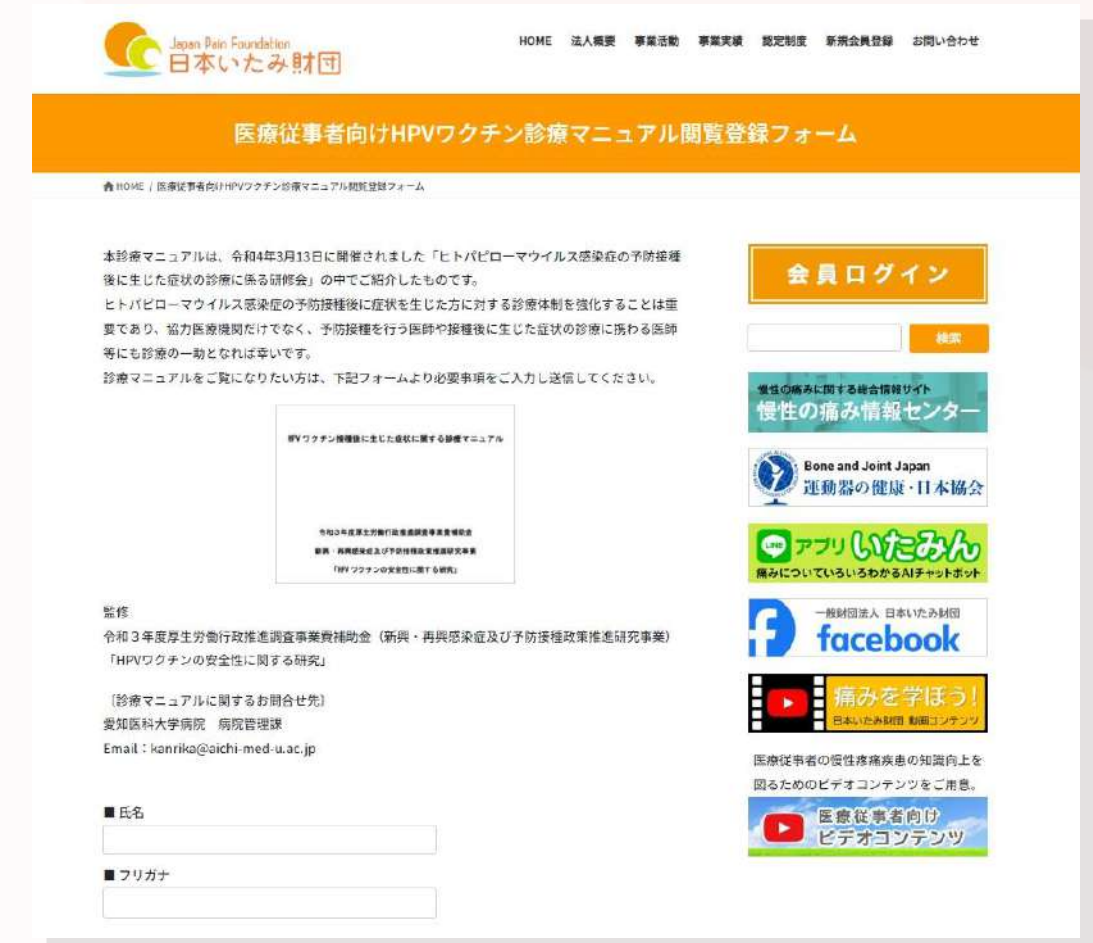 Japan Pain Foundation
日本いたみ財団
HOME 法人概要 事業活動 事業実績 認定制度 新規会員登録 お問い合わせ
医療従事者向けHPVワクチン診療マニュアル閲覧登録フォーム
HOME / 医療従事者向けHPVワクチン診療マニュアル閲覧登録フォーム
本診療マニュアルは、令和4年3月13日に開催されました「ヒトパピローマウイルス感染症の予防接種
後に生じた症状の診療に係る研修会」の中でご紹介したものです。
ヒトパピローマウイルス感染症の予防接種後に症状を生じた方に対する診療体制を強化することは重
要であり、協力医療機関だけでなく、予防接種を行う医師や接種後に生じた症状の診療に携わる医師
等にも診療の一助となれば幸いです。
診療マニュアルをご覧になりたい方は、下記フォームより必要事項をご入力し送信してください。
HPVワクチン接種後に生じた症状に関する診療マニュアル
令和3年度厚生労働行政推進調査事業費補助金
新興・再興感染症及び予防接種政策推進研究事業
「HPVワクチンの安全性に関する研究」
監修
令和3年度厚生労働行政推進調査事業費補助金（新興・再興感染症及び予防接種政策推進研究事業）
「HPVワクチンの安全性に関する研究」
〔診療マニュアルに関するお問合せ先〕
愛知医科大学病院 病院管理課
Email：kanrika@aichi-med-u.ac.jp
■ 氏名
■ フリガナ
会員ログイン
検索
慢性の痛みに関する総合情報サイト
慢性の痛み情報センター
Bone and Joint Japan
運動器の健康・日本協会
LINE アプリ いたみん
痛みについていろいろわかるAIチャットボット
一般財団法人 日本いたみ財団
facebook
痛みを学ぼう!
日本いたみ財団 動画コンテンツ
医療従事者の慢性疼痛疾患の知識向上を
図るためのビデオコンテンツをご用意。
医療従事者向け
ビデオコンテンツ